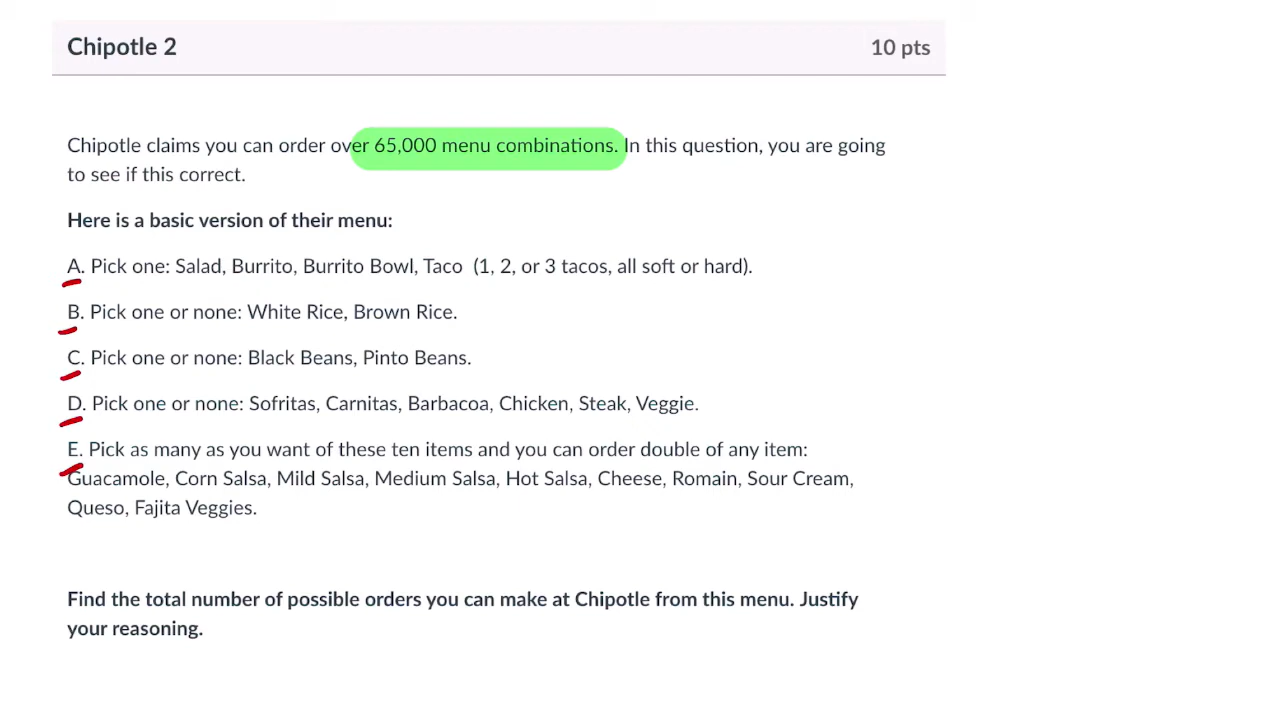 Chipotle 2
10 pts
Chipotle claims you can order over 65,000 menu combinations. In this question, you are going
to see if this correct.
Here is a basic version of their menu:
A. Pick one: Salad, Burrito, Burrito Bowl, Taco (1, 2, or 3 tacos, all soft or hard).
B. Pick one or none: White Rice, Brown Rice.
C. Pick one or none: Black Beans, Pinto Beans.
D. Pick one or none: Sofritas, Carnitas, Barbacoa, Chicken, Steak, Veggie.
E. Pick as many as you want of these ten items and you can order double of any item:
Guacamole, Corn Salsa, Mild Salsa, Medium Salsa, Hot Salsa, Cheese, Romain, Sour Cream,
Queso, Fajita Veggies.
Find the total number of possible orders you can make at Chipotle from this menu. Justify
your reasoning.